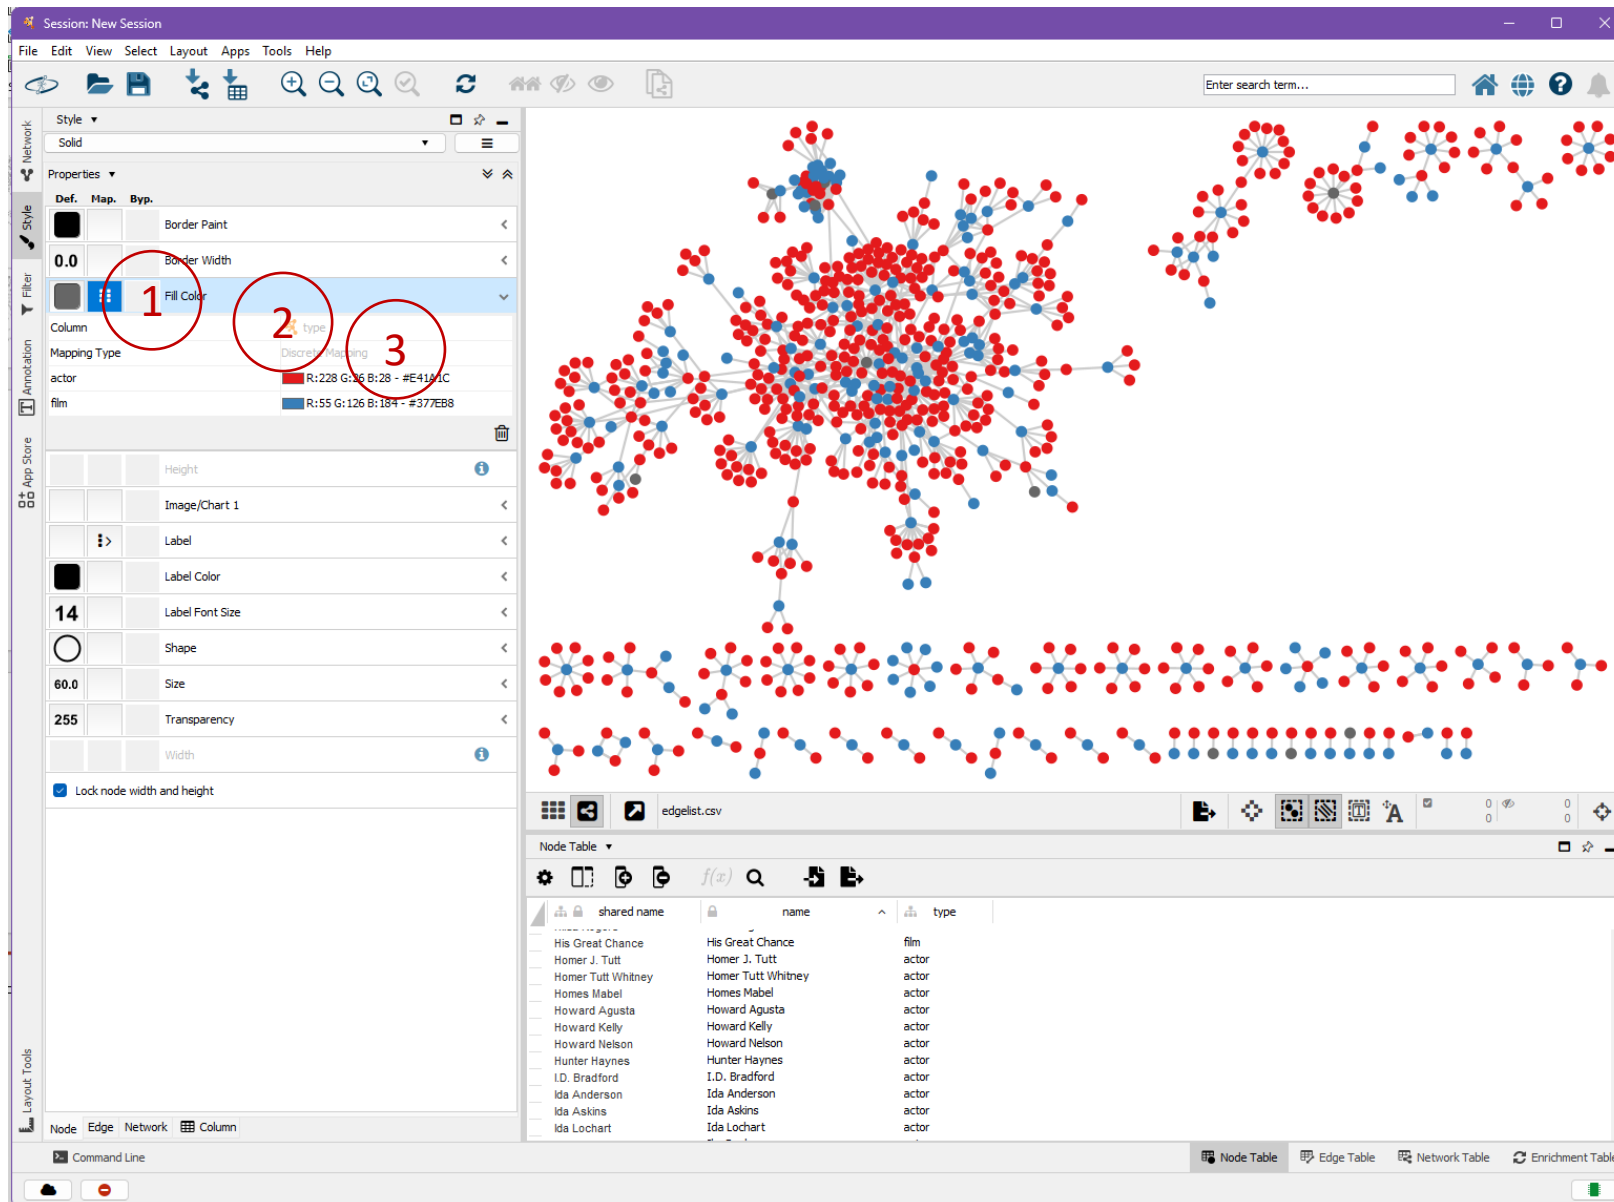 Session: New Session
File Edit View Select Layout Apps Tools Help
Enter search term...
Network
Style
Filter
Annotation
App Store
Layout Tools
Style
Solid
Properties
Def. Map. Byp.
Border Paint
0.0 Border Width
Fill Color
1
Column type
2
Mapping Type Discrete Mapping
3
actor R:228 G:26 B:28 - #E41A1C
film R:55 G:126 B:184 - #377EB8
Height
Image/Chart 1
Label
Label Color
14 Label Font Size
Shape
60.0 Size
255 Transparency
Width
Lock node width and height
Node Edge Network Column
edgelist.csv
0 0
0 0
Node Table
f(x)
shared name name type
His Great Chance His Great Chance film
Homer J. Tutt Homer J. Tutt actor
Homer Tutt Whitney Homer Tutt Whitney actor
Homes Mabel Homes Mabel actor
Howard Agusta Howard Agusta actor
Howard Kelly Howard Kelly actor
Howard Nelson Howard Nelson actor
Hunter Haynes Hunter Haynes actor
I.D. Bradford I.D. Bradford actor
Ida Anderson Ida Anderson actor
Ida Askins Ida Askins actor
Ida Lochart Ida Lochart actor
Command Line
Node Table Edge Table Network Table Enrichment Table